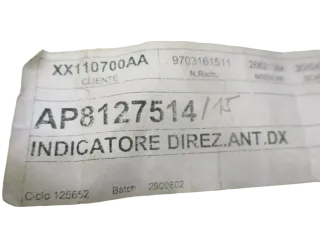 XX110700AA 9703161511
CLIENTE N.Rich.
AP8127514/15
INDICATORE DIREZ.ANT.DX
Ciclo 125652 Batch 2900802